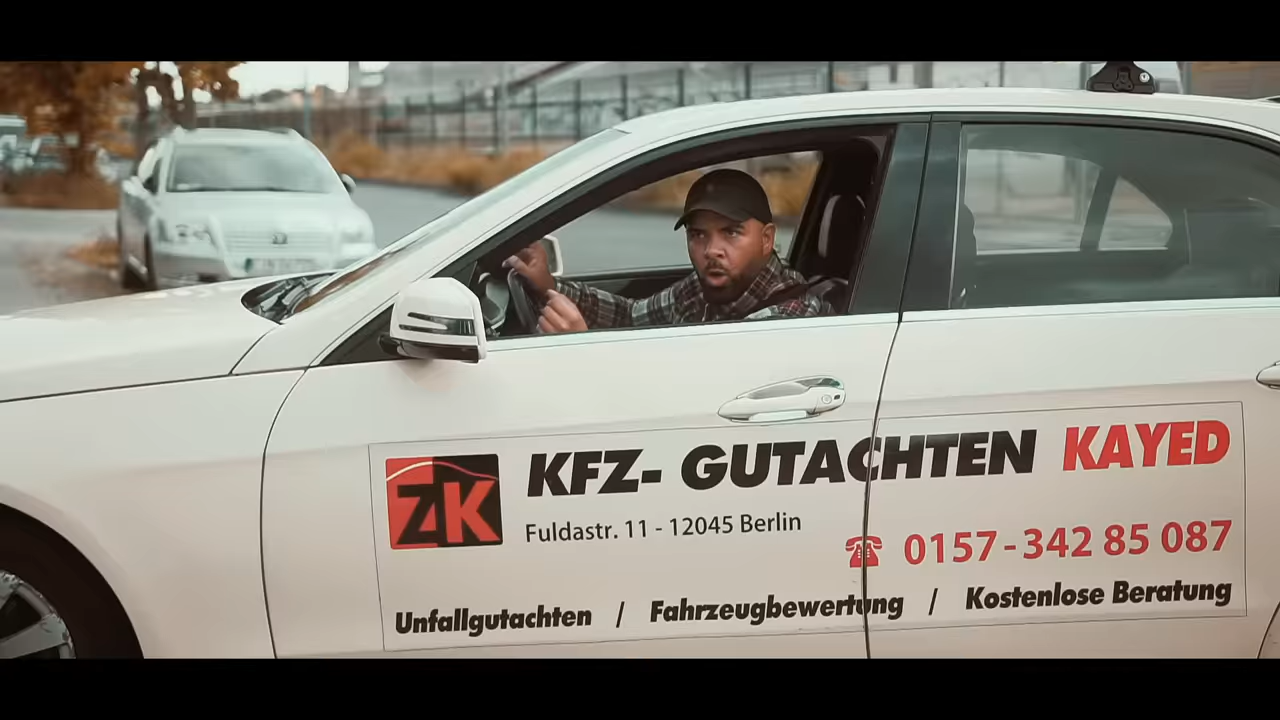 ZK
KFZ- GUTACHTEN KAYED
Fuldastr. 11 - 12045 Berlin
0157-342 85 087
Unfallgutachten / Fahrzeugbewertung / Kostenlose Beratung